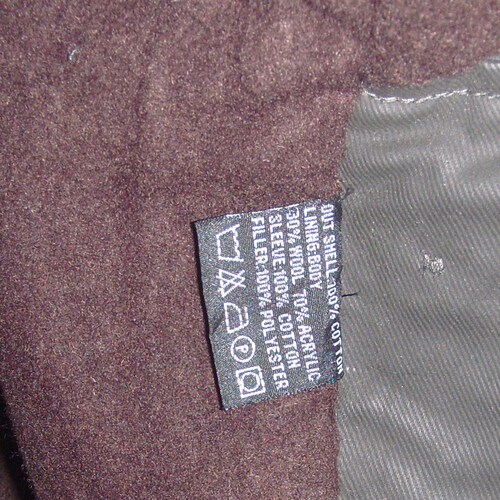 OUT SHELL:100% COTTON
LINING:BODY
30% WOOL 70% ACRYLIC
SLEEVE:100% COTTON
FILLER:100% POLYESTER
P